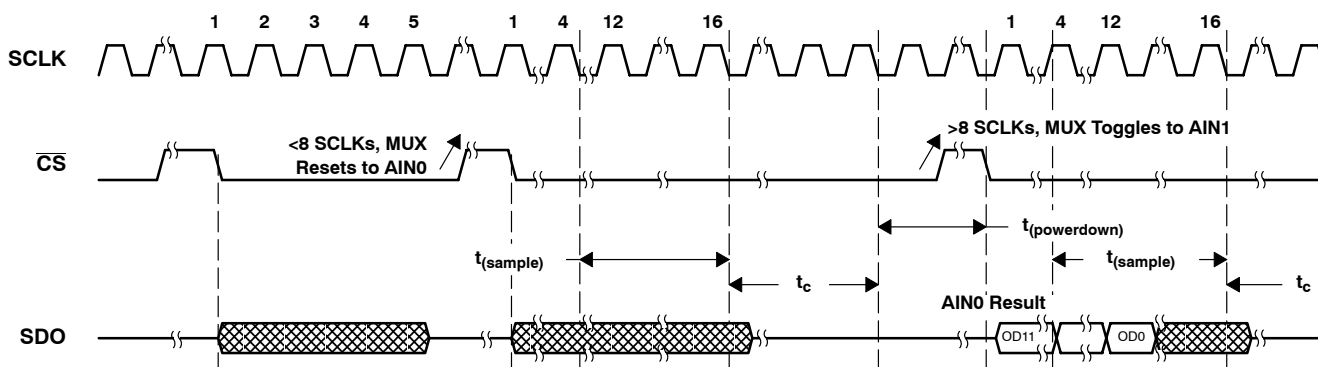 1 2 3 4 5 1 4 12 16 1 4 12 16
SCLK
<8 SCLKs, MUX
Resets to AIN0
>8 SCLKs, MUX Toggles to AIN1
CS
t(powerdown)
t(sample)
t(sample)
tc
tc
AIN0 Result
SDO
OD11
OD0